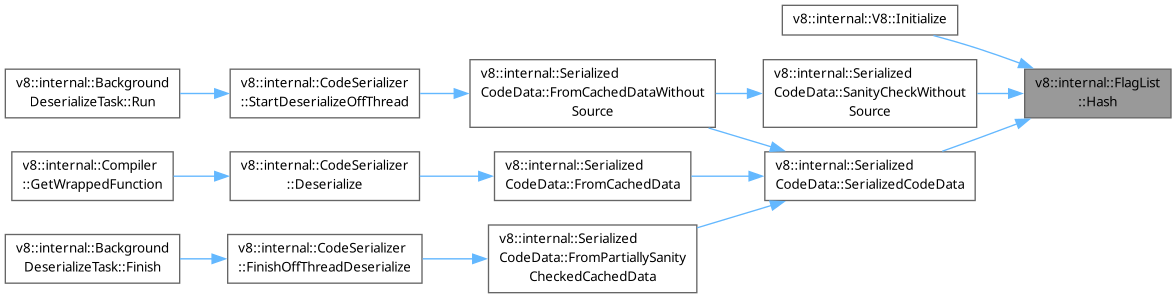 v8::internal::V8::Initialize
v8::internal::Background
DeserializeTask::Run
v8::internal::CodeSerializer
::StartDeserializeOffThread
v8::internal::Serialized
CodeData::FromCachedDataWithout
Source
v8::internal::Serialized
CodeData::SanityCheckWithout
Source
v8::internal::FlagList
::Hash
v8::internal::Compiler
::GetWrappedFunction
v8::internal::CodeSerializer
::Deserialize
v8::internal::Serialized
CodeData::FromCachedData
v8::internal::Serialized
CodeData::SerializedCodeData
v8::internal::Background
DeserializeTask::Finish
v8::internal::CodeSerializer
::FinishOffThreadDeserialize
v8::internal::Serialized
CodeData::FromPartiallySanity
CheckedCachedData